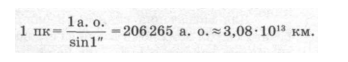 1 пк = 1 а. о. / sin1″ = 206 265 а. о. ≈ 3,08·10¹³ км.